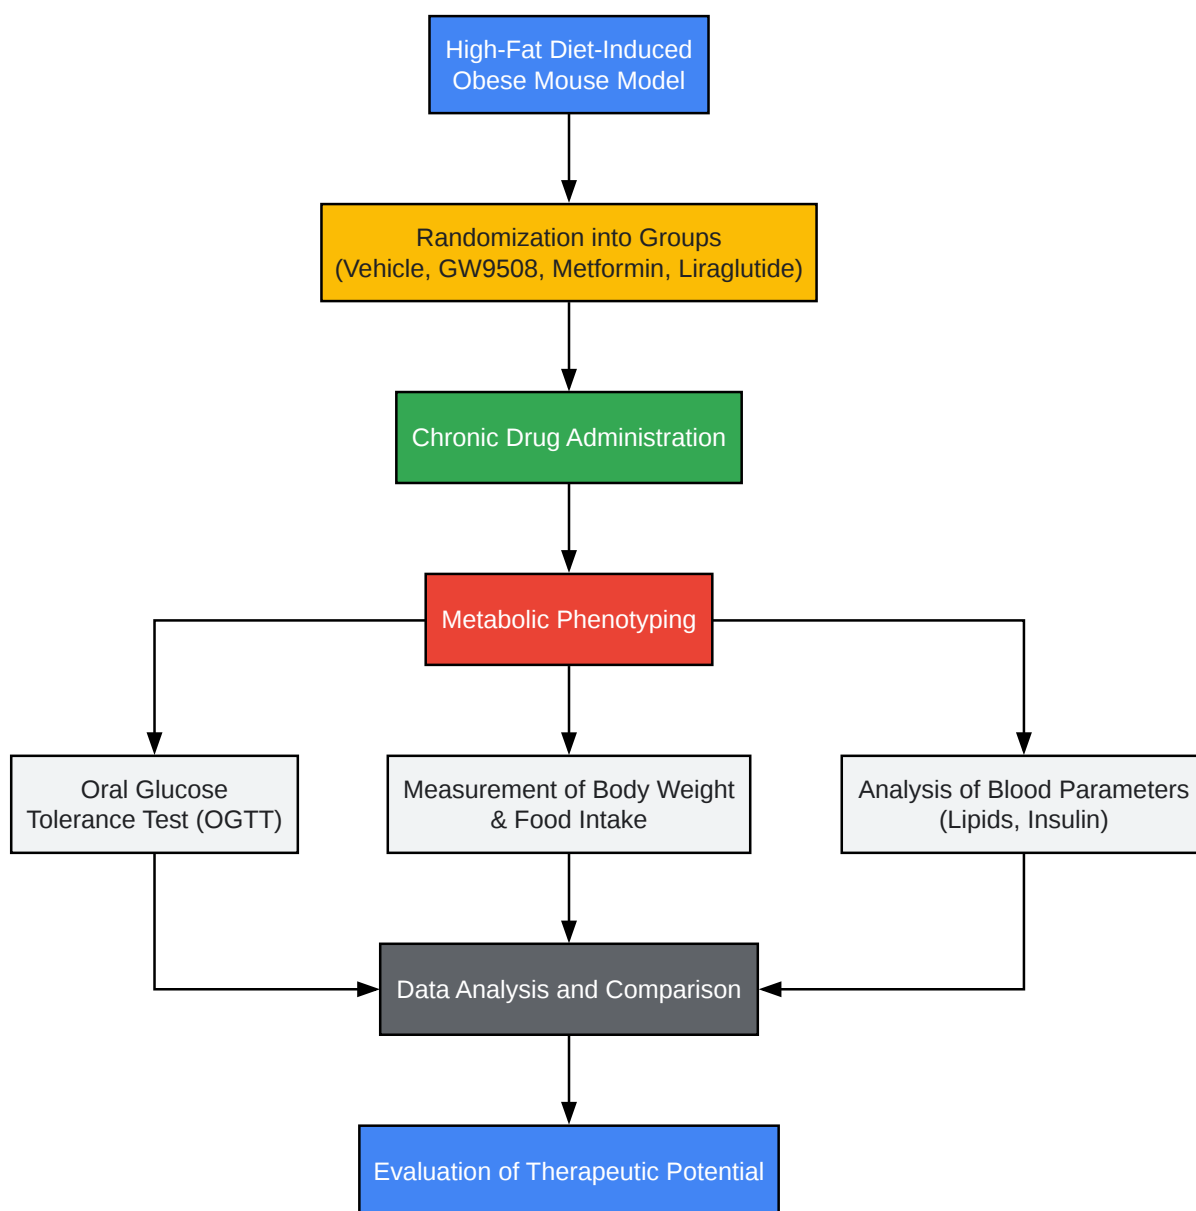 High-Fat Diet-Induced
Obese Mouse Model
Randomization into Groups
(Vehicle, GW9508, Metformin, Liraglutide)
Chronic Drug Administration
Metabolic Phenotyping
Oral Glucose
Tolerance Test (OGTT)
Measurement of Body Weight
& Food Intake
Analysis of Blood Parameters
(Lipids, Insulin)
Data Analysis and Comparison
Evaluation of Therapeutic Potential